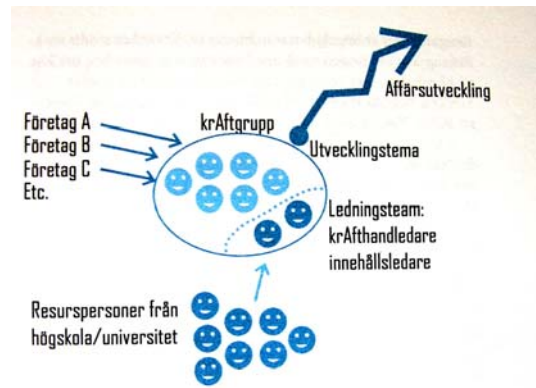 Affärsutveckling
krAftgrupp
Företag A
Företag B
Företag C
Etc.
Utvecklingstema
Ledningsteam:
krAfthandledare
innehållsledare
Resurspersoner från
högskola/universitet